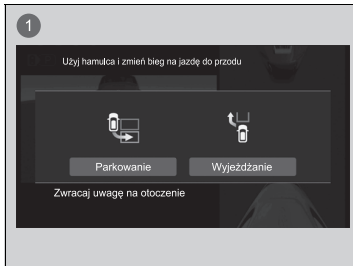 1
Użyj hamulca i zmień bieg na jazdę do przodu
Parkowanie
Wyjeżdżanie
Zwracaj uwagę na otoczenie